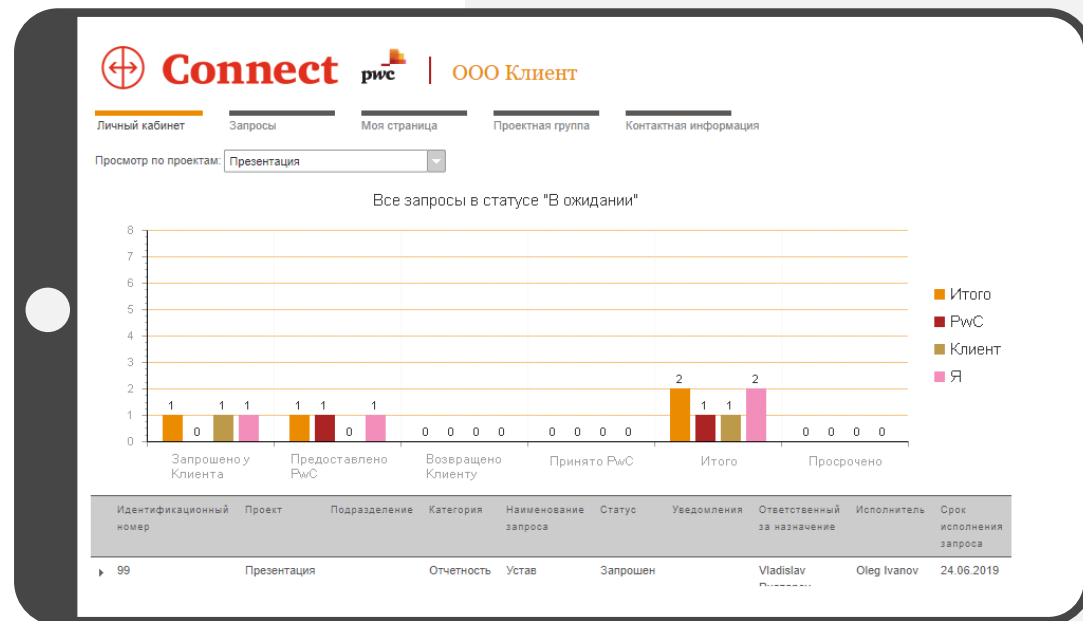 Connect pwc ООО Клиент
Личный кабинет Запросы Моя страница Проектная группа Контактная информация
Просмотр по проектам: Презентация
Все запросы в статусе "В ожидании"
8
7
6
5
4
3
2
1
0
1 0 1 1
1 1 0 1
0 0 0 0
0 0 0 0
2 1 1 2
0 0 0 0
Запрошено у
Клиента
Предоставлено
PwC
Возвращено
Клиенту
Принято PwC
Итого
Просрочено
Итого
PwC
Клиент
Я
Идентификационный
номер
Проект
Подразделение
Категория
Наименование
запроса
Статус
Уведомления
Ответственный
за назначение
Исполнитель
Срок
исполнения
запроса
99 Презентация Отчетность Устав Запрошен Vladislav Oleg Ivanov 24.06.2019